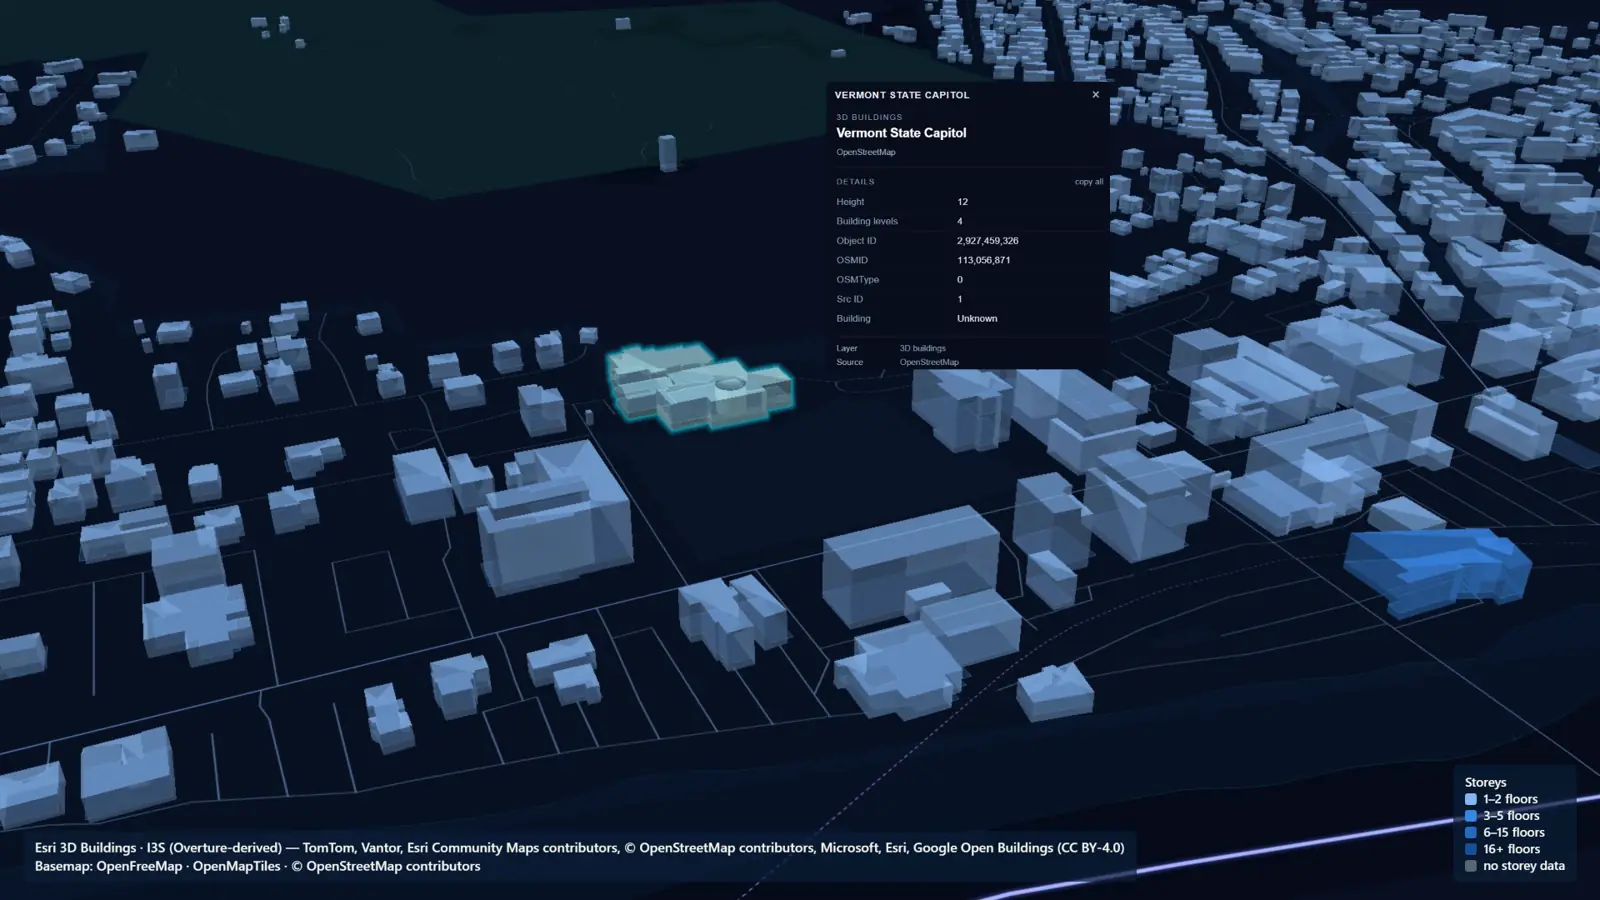 VERMONT STATE CAPITOL ×
3D BUILDINGS
Vermont State Capitol
OpenStreetMap
DETAILS copy all
Height 12
Building levels 4
Object ID 2,927,459,326
OSMID 113,056,871
OSMType 0
Src ID 1
Building Unknown
Layer 3D buildings
Source OpenStreetMap
Storeys
1–2 floors
3–5 floors
6–15 floors
16+ floors
no storey data
Esri 3D Buildings · I3S (Overture-derived) — TomTom, Vantor, Esri Community Maps contributors, © OpenStreetMap contributors, Microsoft, Esri, Google Open Buildings (CC BY-4.0)
Basemap: OpenFreeMap · OpenMapTiles · © OpenStreetMap contributors